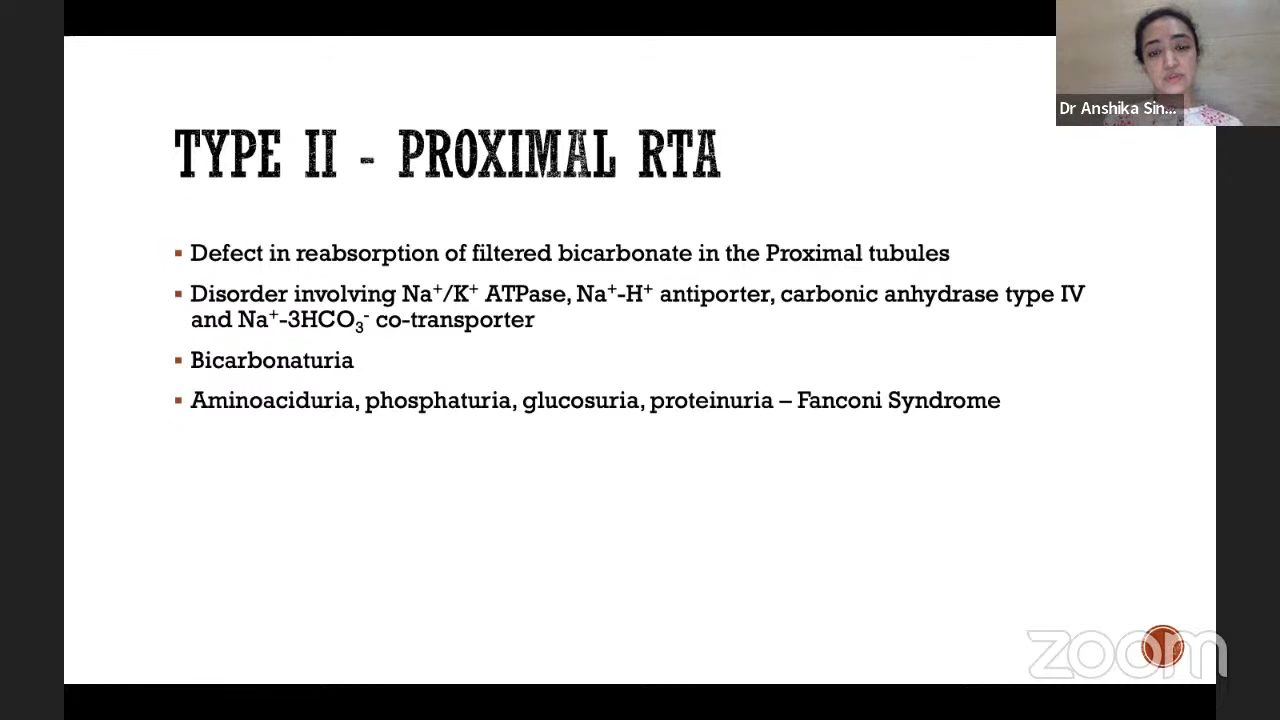 Dr Anshika Sin...
TYPE II - PROXIMAL RTA
▪ Defect in reabsorption of filtered bicarbonate in the Proximal tubules
▪ Disorder involving Na⁺/K⁺ ATPase, Na⁺-H⁺ antiporter, carbonic anhydrase type IV
and Na⁺-3HCO₃⁻ co-transporter
▪ Bicarbonaturia
▪ Aminoaciduria, phosphaturia, glucosuria, proteinuria – Fanconi Syndrome
zoom